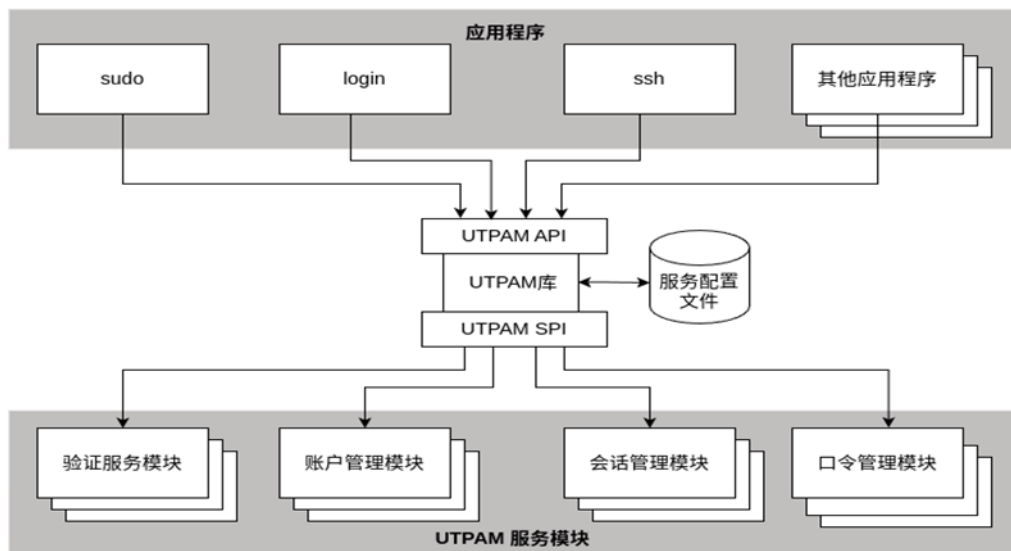 应用程序
sudo
login
ssh
其他应用程序
UTPAM API
UTPAM库
服务配置
文件
UTPAM SPI
验证服务模块
账户管理模块
会话管理模块
口令管理模块
UTPAM 服务模块